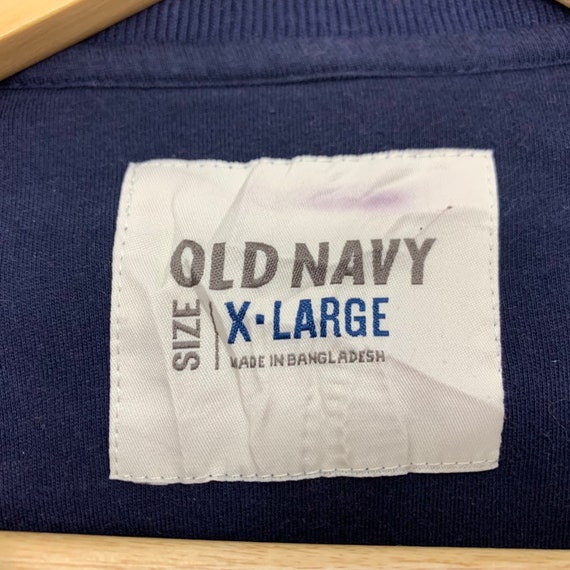 OLD NAVY
SIZE
X·LARGE
MADE IN BANGLADESH